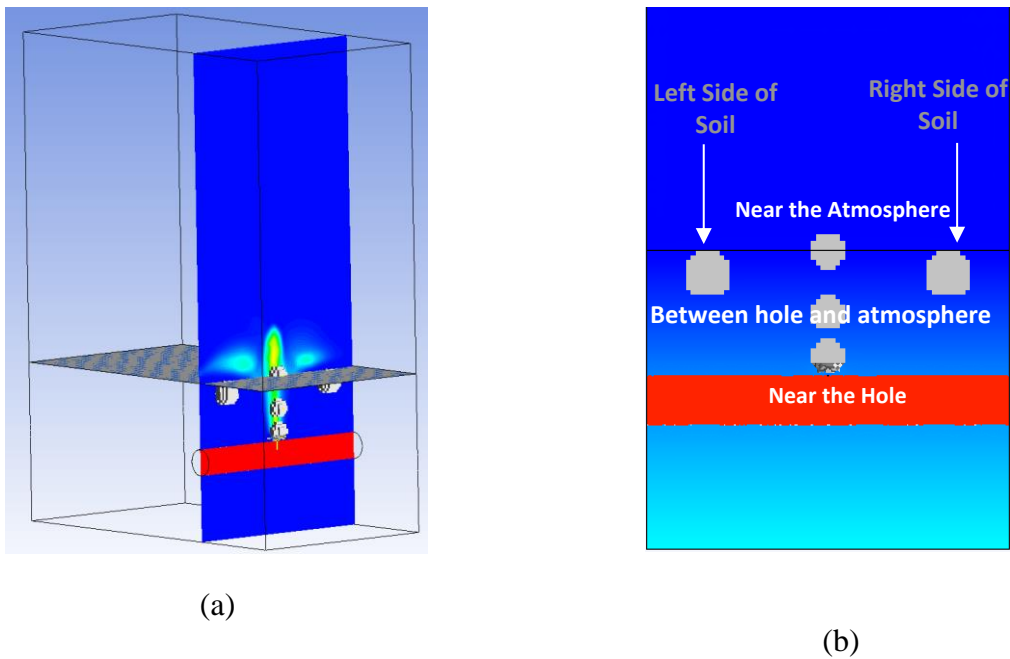 Left Side of
Soil
Right Side of
Soil
Near the Atmosphere
Between hole and atmosphere
Near the Hole
(a)
(b)